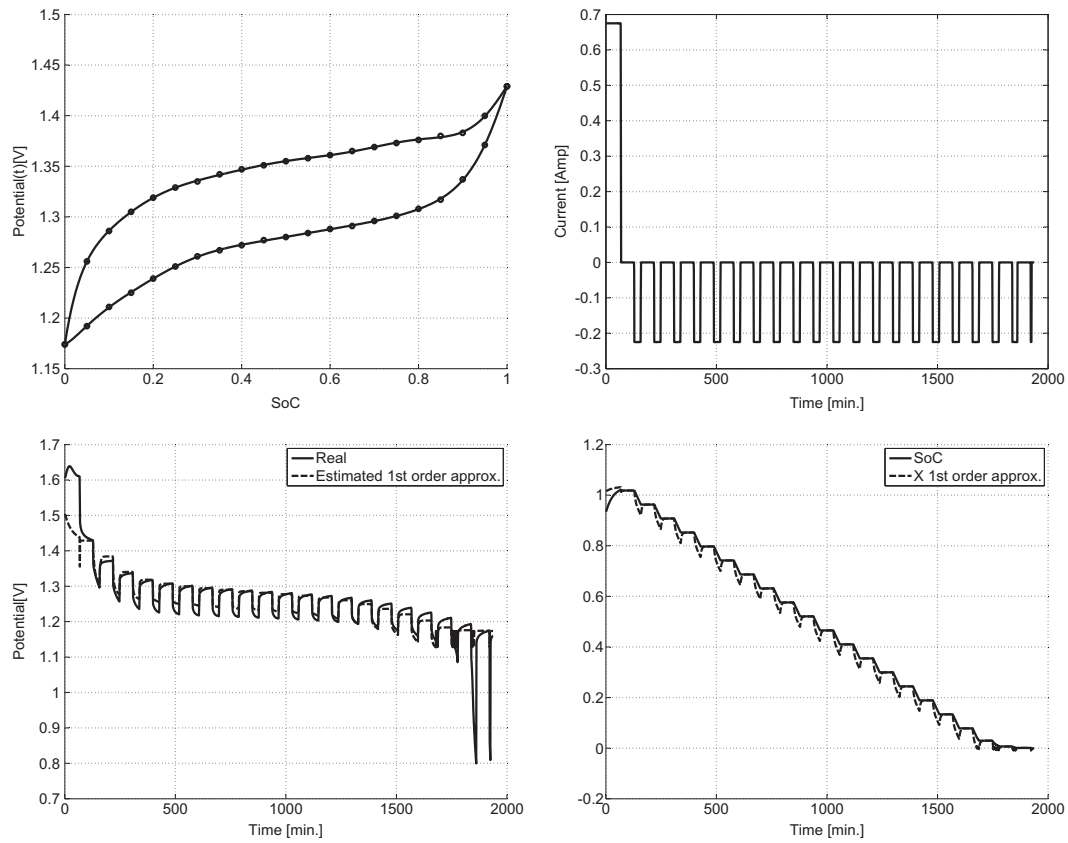 1.5
1.45
1.4
1.35
1.3
1.25
1.2
1.15
Potential(t)[V]
0 0.2 0.4 0.6 0.8 1
SoC
0.7
0.6
0.5
0.4
0.3
0.2
0.1
0
-0.1
-0.2
-0.3
Current [Amp]
0 500 1000 1500 2000
Time [min.]
1.7
1.6
1.5
1.4
1.3
1.2
1.1
1
0.9
0.8
0.7
Potential[V]
Real
Estimated 1st order approx.
0 500 1000 1500 2000
Time [min.]
1.2
1
0.8
0.6
0.4
0.2
0
-0.2
SoC
X 1st order approx.
0 500 1000 1500 2000
Time [min.]